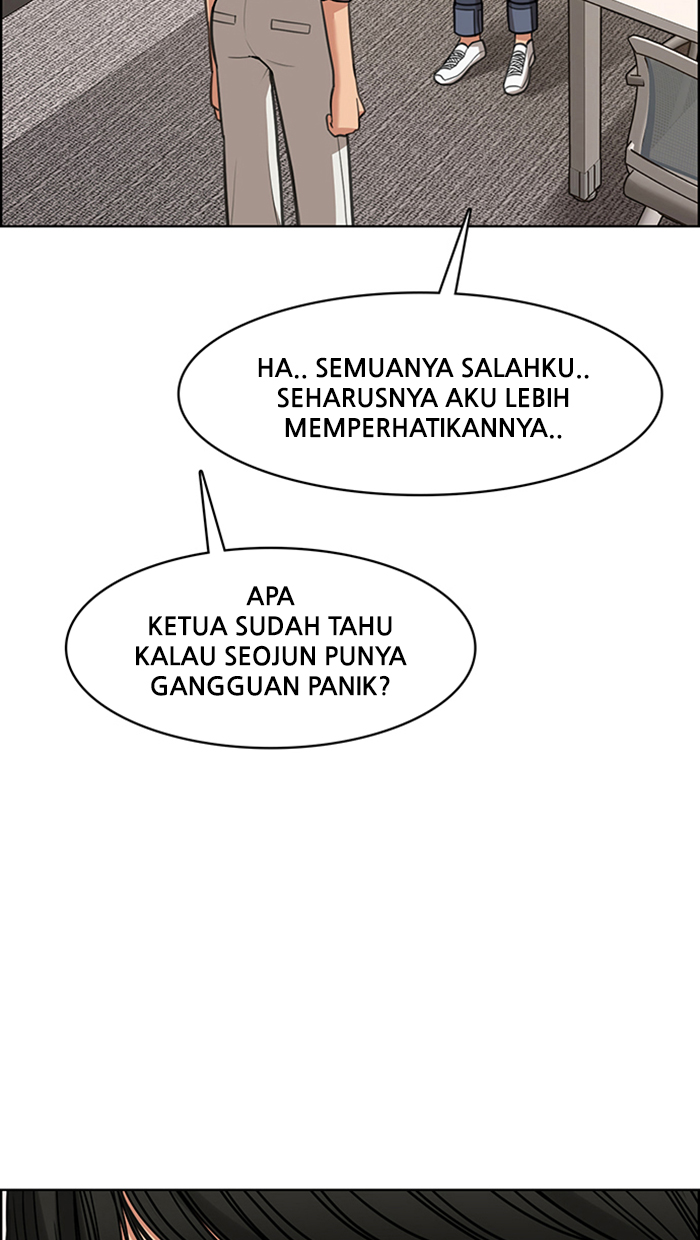 HA.. SEMUANYA SALAHKU..
SEHARUSNYA AKU LEBIH
MEMPERHATIKANNYA..
APA
KETUA SUDAH TAHU
KALAU SEOJUN PUNYA
GANGGUAN PANIK?